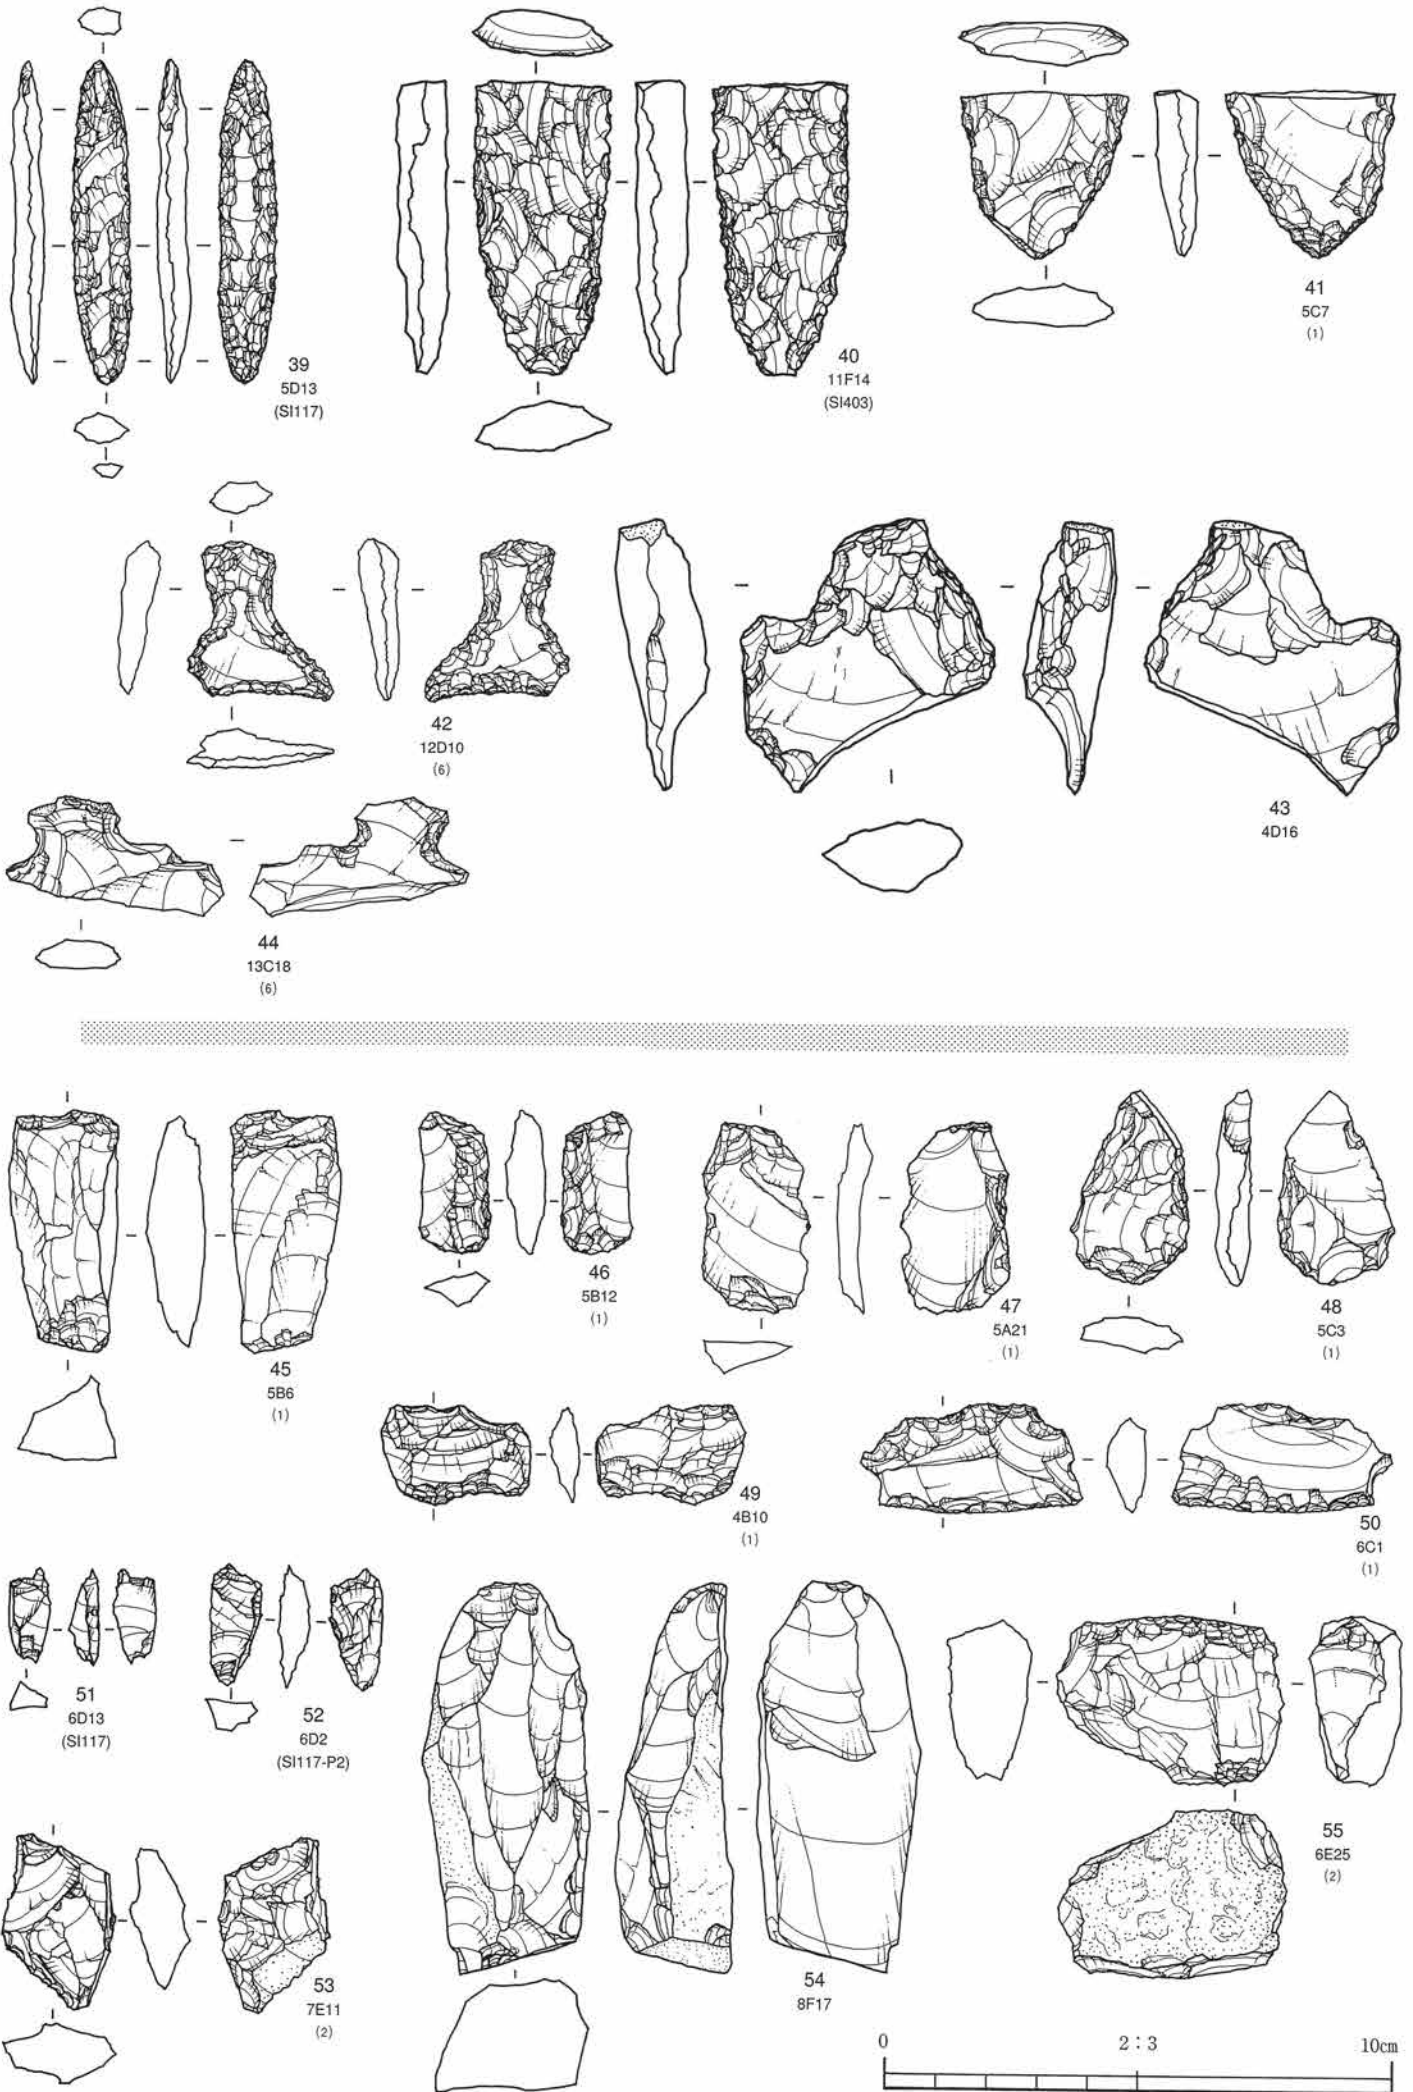 39
5D13
(SI117)
40
11F14
(SI403)
41
5C7
(1)
42
12D10
(6)
43
4D16
44
13C18
(6)
45
5B6
(1)
46
5B12
(1)
47
5A21
(1)
48
5C3
(1)
49
4B10
(1)
50
6C1
(1)
51
6D13
(SI117)
52
6D2
(SI117-P2)
53
7E11
(2)
54
8F17
55
6E25
(2)
0 2:3 10cm